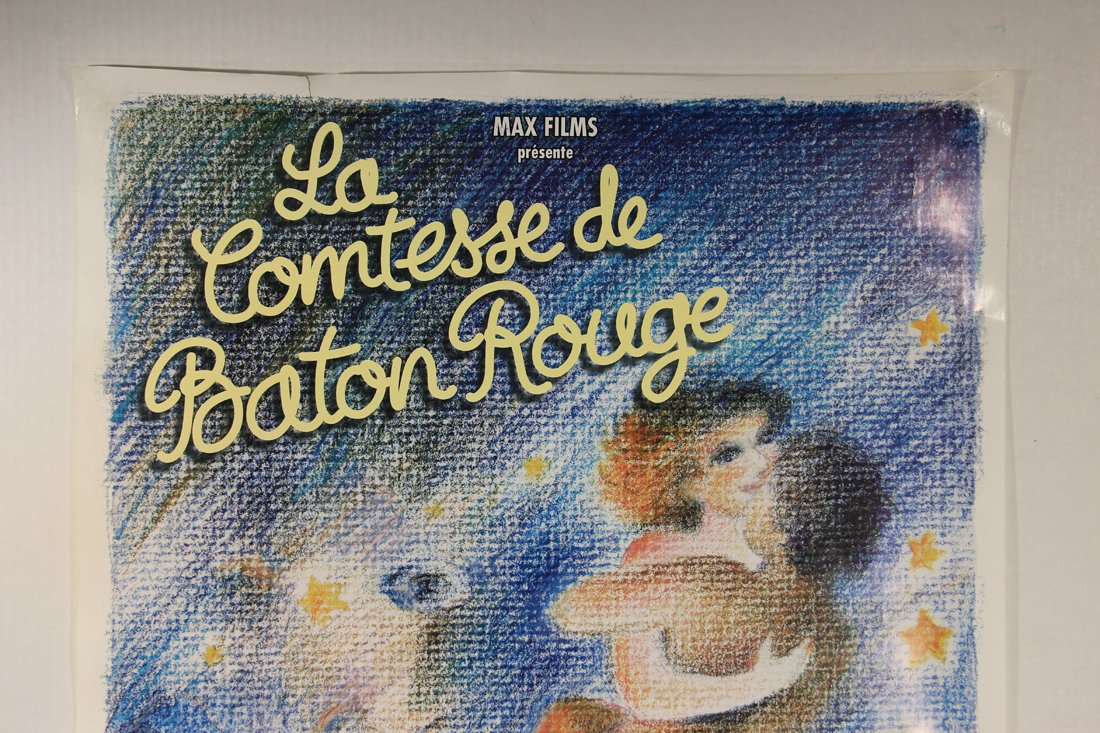 MAX FILMS
présente
La
Comtesse de
Baton Rouge